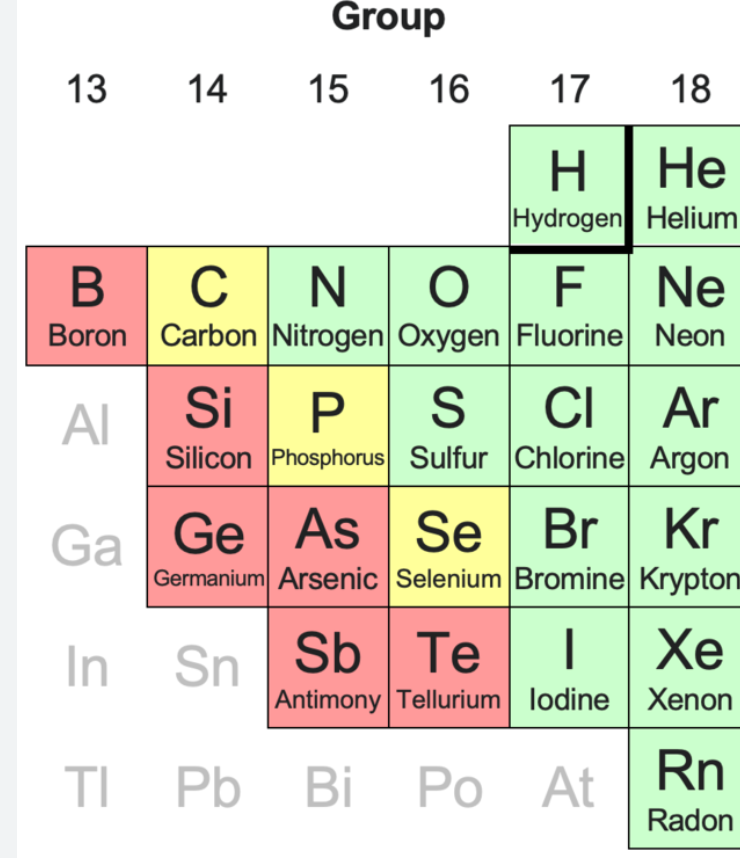 Group
13 14 15 16 17 18
H He
Hydrogen Helium
B C N O F Ne
Boron Carbon Nitrogen Oxygen Fluorine Neon
Al Si P S Cl Ar
Silicon Phosphorus Sulfur Chlorine Argon
Ga Ge As Se Br Kr
Germanium Arsenic Selenium Bromine Krypton
In Sn Sb Te I Xe
Antimony Tellurium Iodine Xenon
Tl Pb Bi Po At Rn
Radon